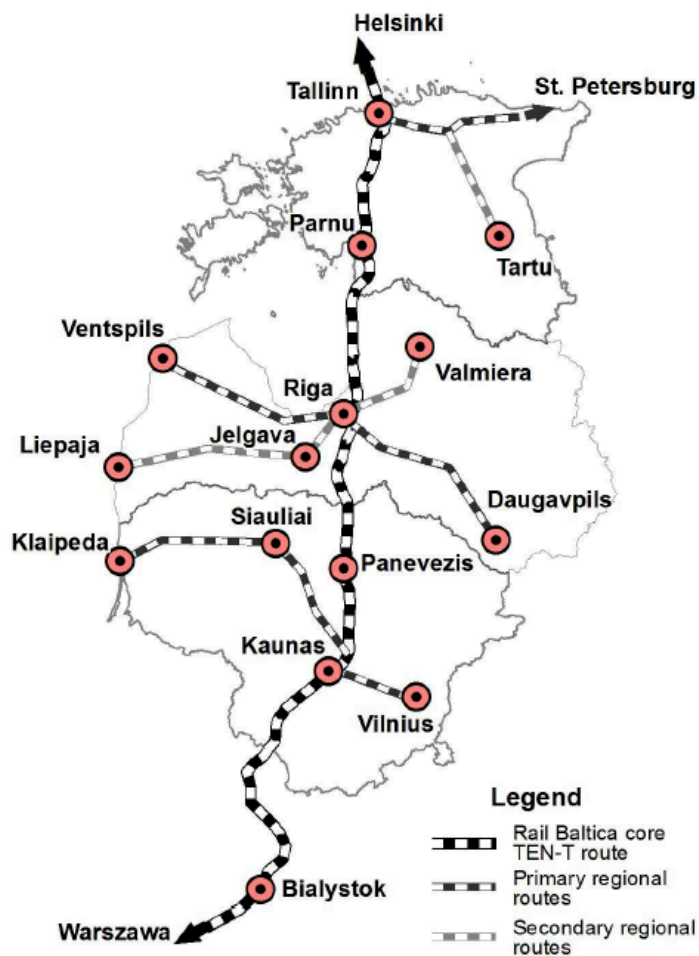 Helsinki
Tallinn
St. Petersburg
Parnu
Tartu
Ventspils
Valmiera
Riga
Jelgava
Liepaja
Daugavpils
Siauliai
Klaipeda
Panevezis
Kaunas
Vilnius
Legend
Rail Baltica core
TEN-T route
Primary regional
routes
Secondary regional
routes
Bialystok
Warszawa